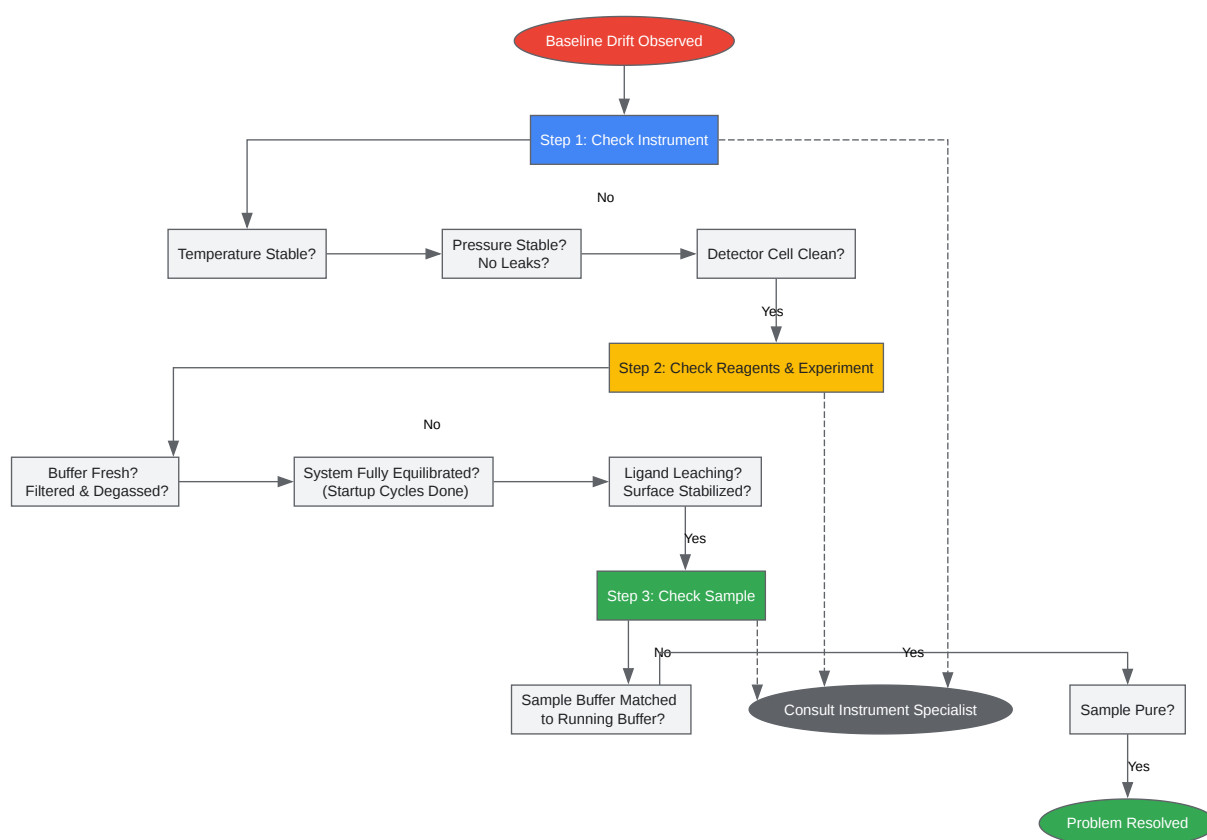 Baseline Drift Observed
Step 1: Check Instrument
No
Temperature Stable?
Pressure Stable?
No Leaks?
Detector Cell Clean?
Yes
Step 2: Check Reagents & Experiment
No
Buffer Fresh?
Filtered & Degassed?
System Fully Equilibrated?
(Startup Cycles Done)
Ligand Leaching?
Surface Stabilized?
Yes
Step 3: Check Sample
No
Yes
Sample Buffer Matched
to Running Buffer?
Consult Instrument Specialist
Sample Pure?
Yes
Problem Resolved